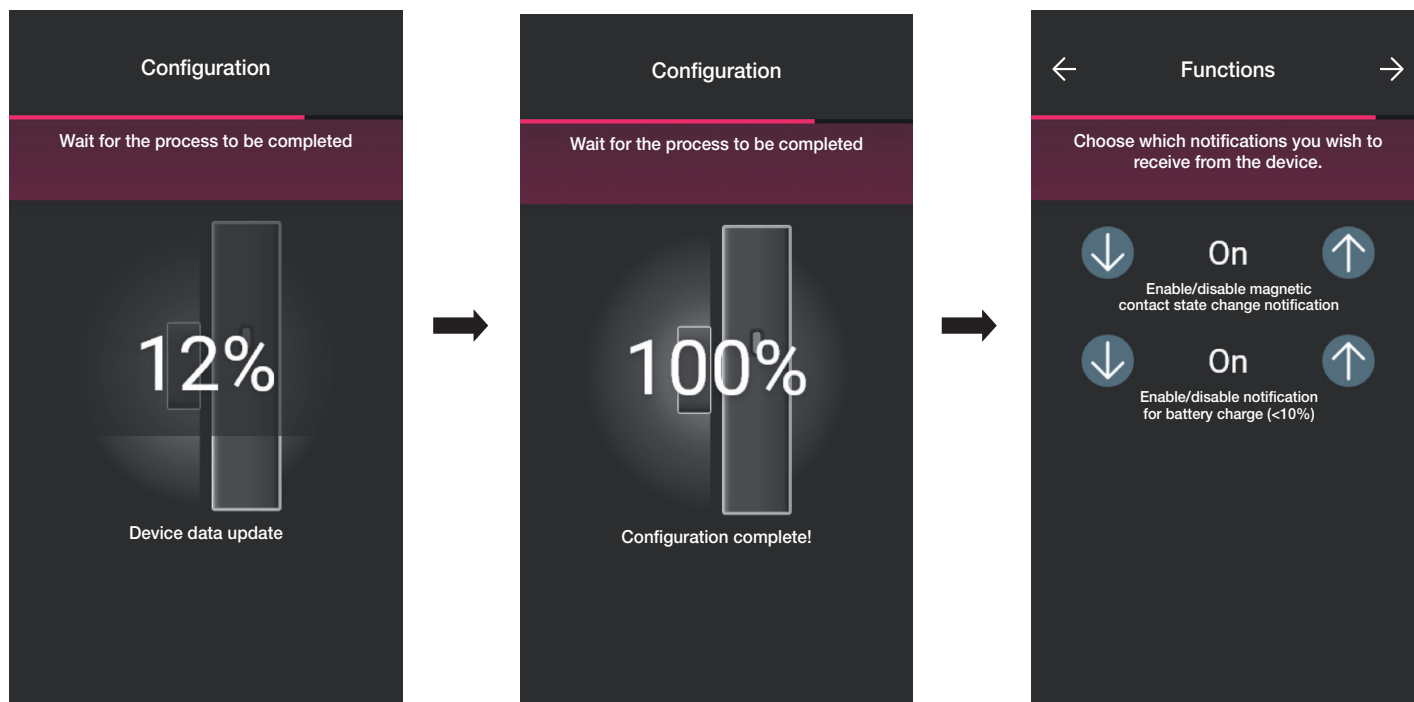 Configuration
Wait for the process to be completed
12%
Device data update
Configuration
Wait for the process to be completed
100%
Configuration complete!
Functions
Choose which notifications you wish to
receive from the device.
On
Enable/disable magnetic
contact state change notification
On
Enable/disable notification
for battery charge (<10%)